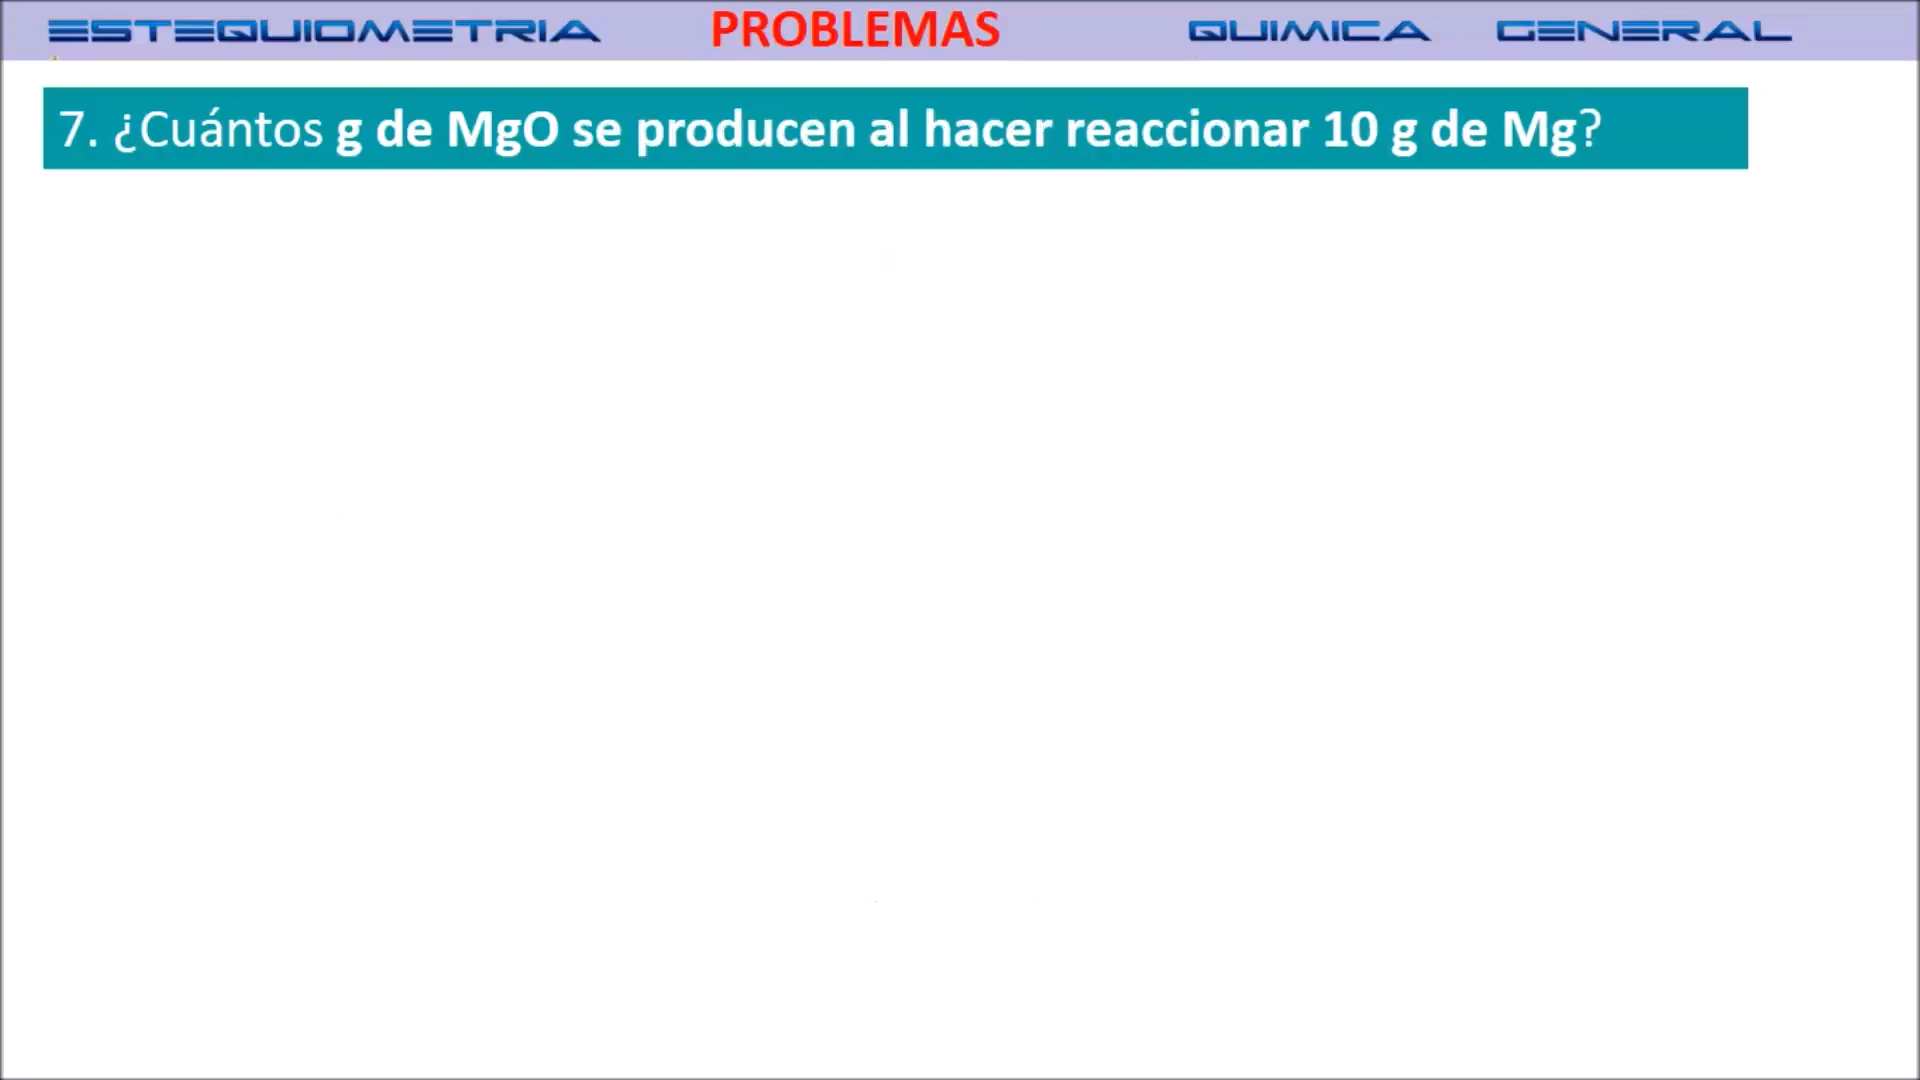 ESTEQUIOMETRIA PROBLEMAS QUIMICA GENERAL
7. ¿Cuántos g de MgO se producen al hacer reaccionar 10 g de Mg?